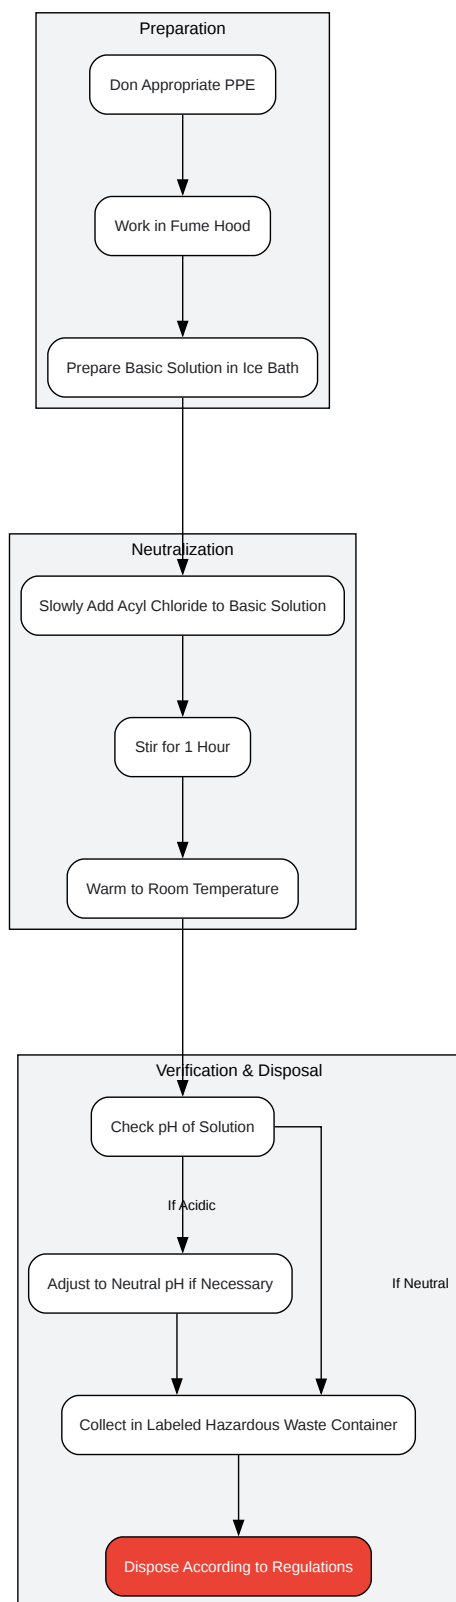 Preparation
Don Appropriate PPE
Work in Fume Hood
Prepare Basic Solution in Ice Bath
Neutralization
Slowly Add Acyl Chloride to Basic Solution
Stir for 1 Hour
Warm to Room Temperature
Verification & Disposal
Check pH of Solution
If Acidic
Adjust to Neutral pH if Necessary
If Neutral
Collect in Labeled Hazardous Waste Container
Dispose According to Regulations